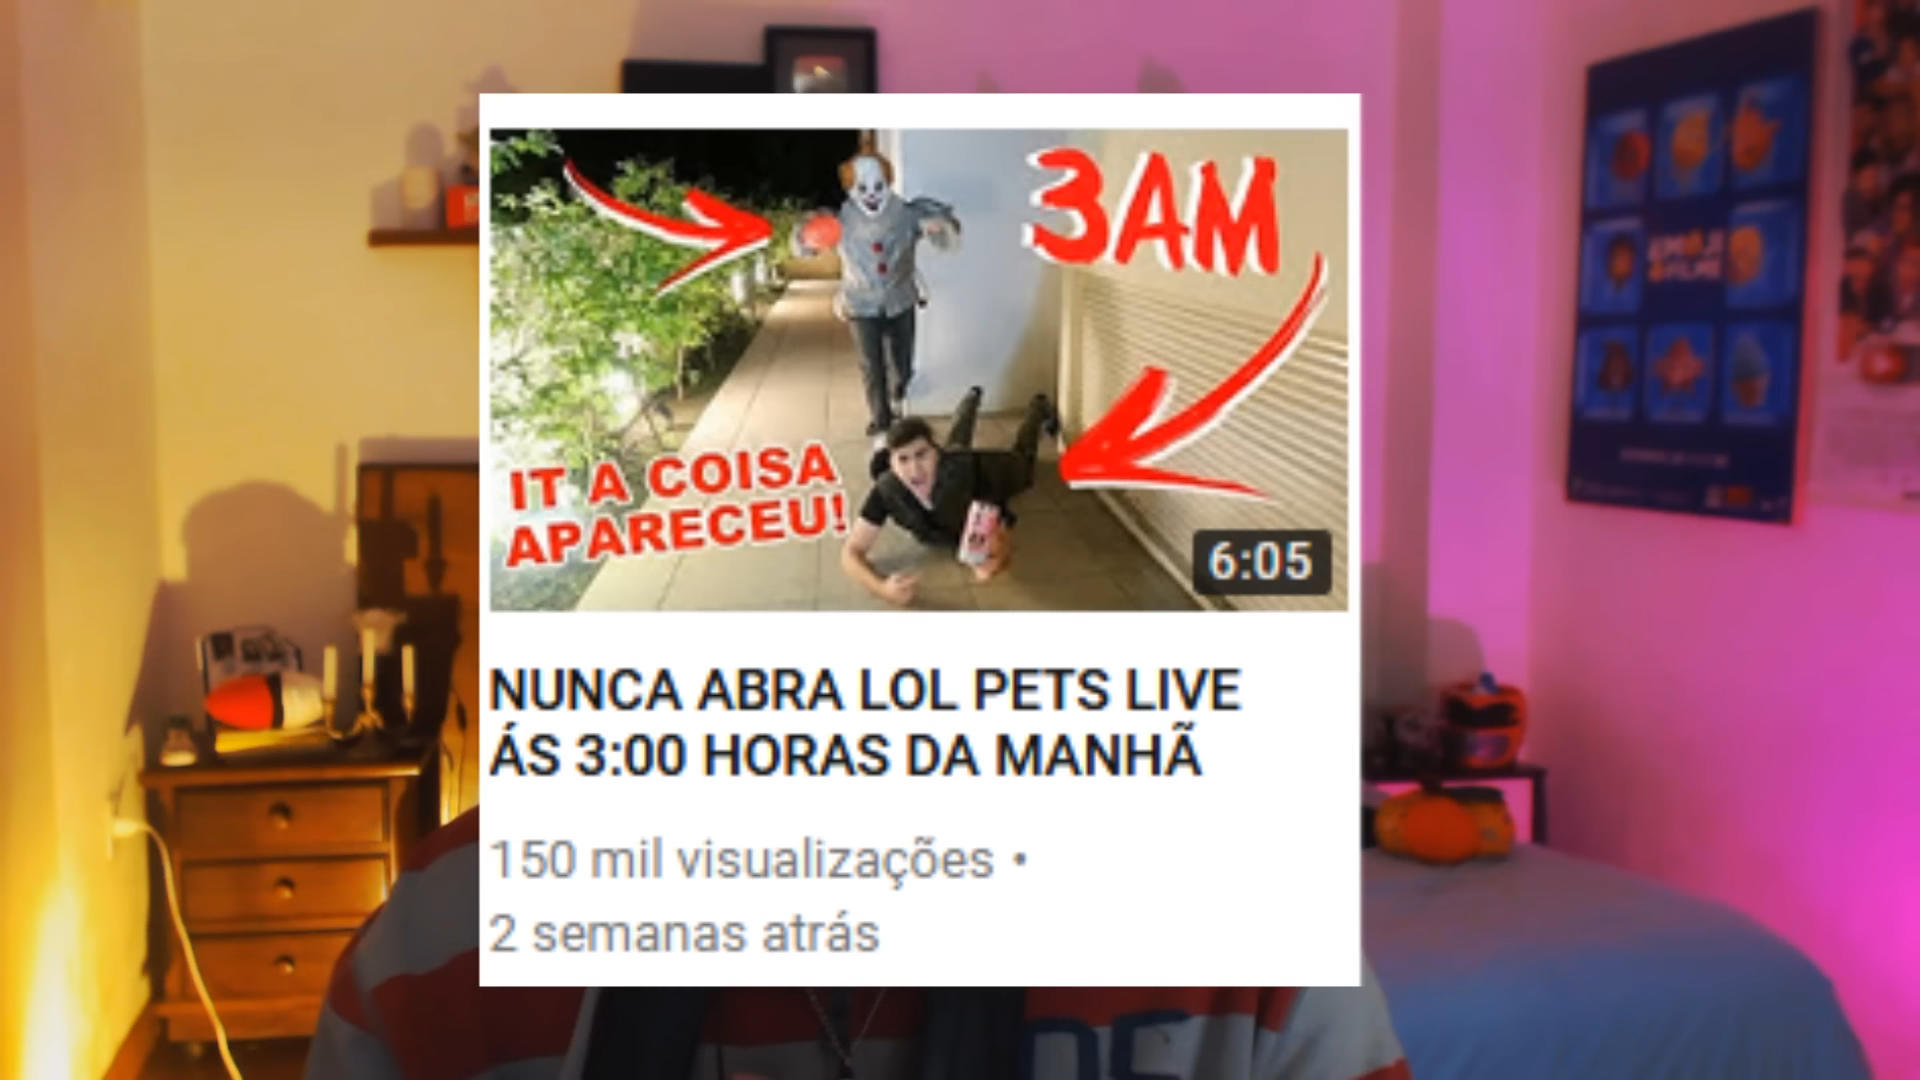 3AM
IT A COISA
APARECEU!
6:05
NUNCA ABRA LOL PETS LIVE
ÁS 3:00 HORAS DA MANHÃ
150 mil visualizações •
2 semanas atrás